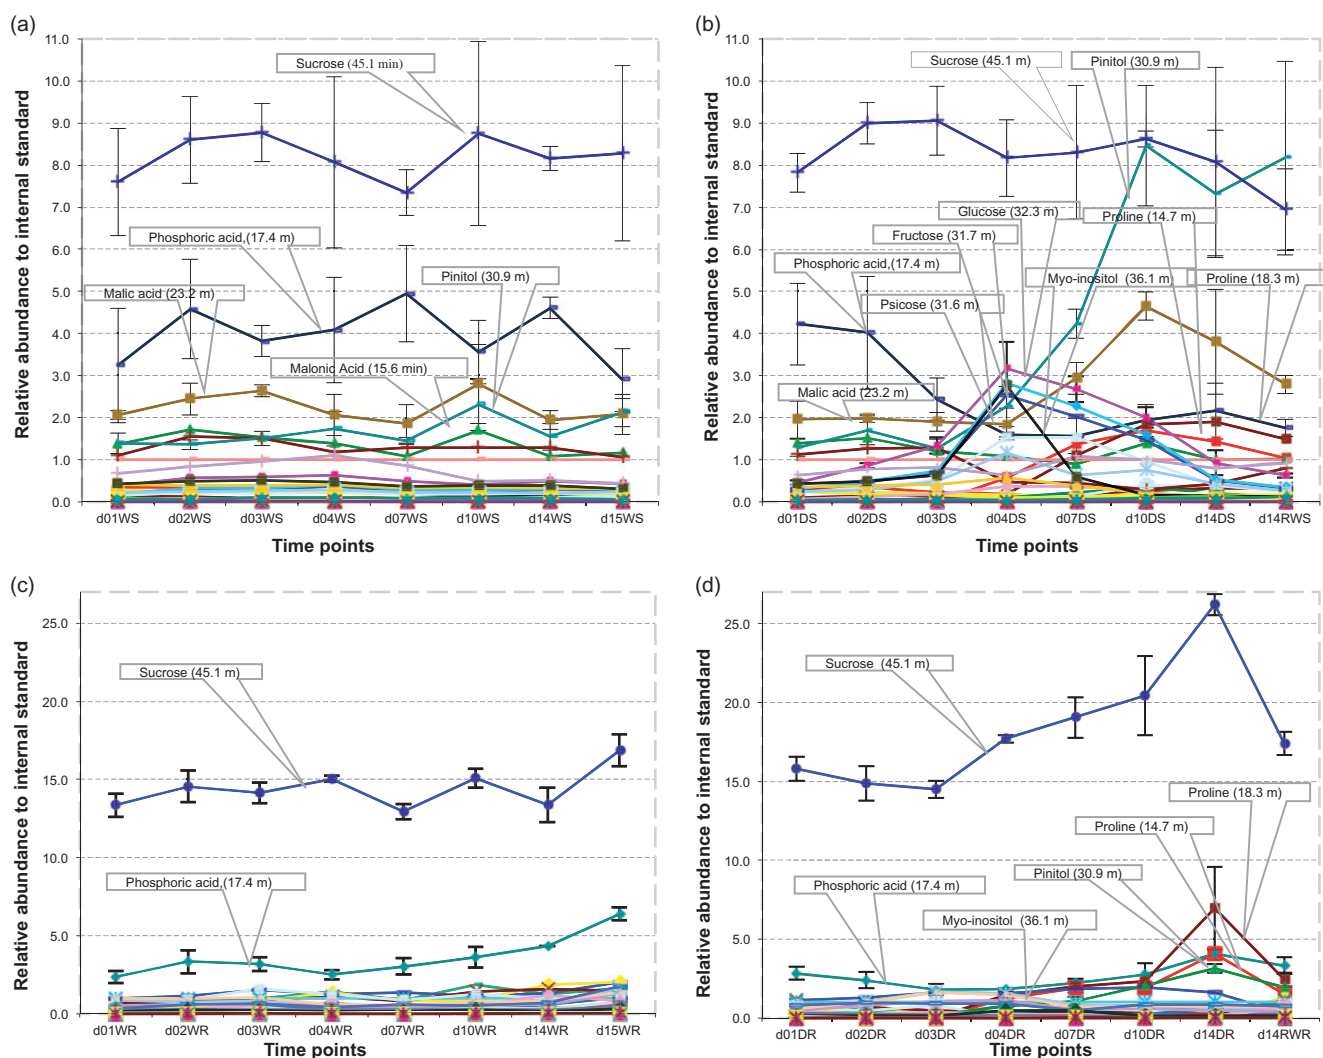 (a)
11.0
10.0
9.0
8.0
7.0
6.0
5.0
4.0
3.0
2.0
1.0
0.0
Relative abundance to internal standard
Sucrose (45.1 min)
Phosphoric acid,(17.4 m)
Pinitol (30.9 m)
Malic acid (23.2 m)
Malonic Acid (15.6 min)
d01WS d02WS d03WS d04WS d07WS d10WS d14WS d15WS
Time points
(b)
11.0
10.0
9.0
8.0
7.0
6.0
5.0
4.0
3.0
2.0
1.0
0.0
Relative abundance to internal standard
Sucrose (45.1 m)
Pinitol (30.9 m)
Glucose (32.3 m)
Proline (14.7 m)
Fructose (31.7 m)
Phosphoric acid,(17.4 m)
Myo-inositol (36.1 m)
Proline (18.3 m)
Psicose (31.6 m)
Malic acid (23.2 m)
d01DS d02DS d03DS d04DS d07DS d10DS d14DS d14RWS
Time points
(c)
25.0
20.0
15.0
10.0
5.0
0.0
Relative abundance to internal standard
Sucrose (45.1 m)
Phosphoric acid,(17.4 m)
d01WR d02WR d03WR d04WR d07WR d10WR d14WR d15WR
Time points
(d)
25.0
20.0
15.0
10.0
5.0
0.0
Relative abundance to internal standard
Sucrose (45.1 m)
Proline (18.3 m)
Proline (14.7 m)
Pinitol (30.9 m)
Phosphoric acid (17.4 m)
Myo-inositol (36.1 m)
d01DR d02DR d03DR d04DR d07DR d10DR d14DR d14RWR
Time points